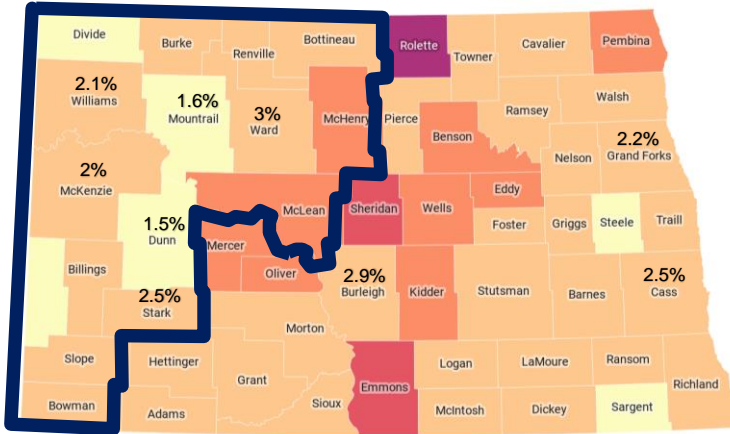 Divide
Burke
Renville
Bottineau
Rolette
Towner
Cavalier
Pembina
2.1%
Williams
1.6%
Mountrail
3%
Ward
McHenry
Pierce
Benson
Ramsey
Walsh
Nelson
2.2%
Grand Forks
2%
McKenzie
1.5%
Dunn
McLean
Sheridan
Wells
Eddy
Foster
Griggs
Steele
Traill
Billings
2.5%
Stark
Mercer
Oliver
2.9%
Burleigh
Kidder
Stutsman
Barnes
2.5%
Cass
Morton
Slope
Hettinger
Grant
Sioux
Emmons
Logan
LaMoure
Ransom
Richland
Bowman
Adams
McIntosh
Dickey
Sargent